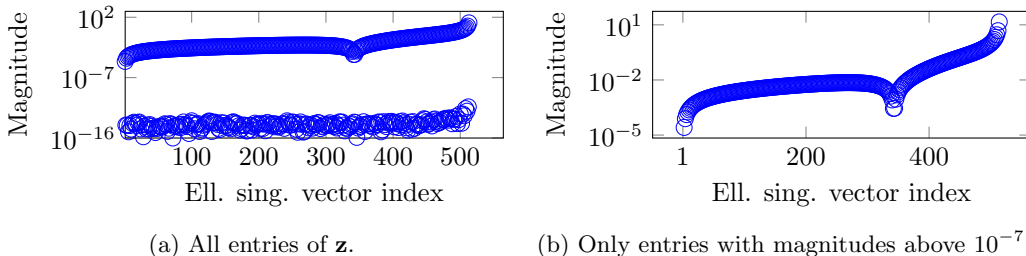 10^2
10^1
10^-7
10^-2
10^-16
10^-5
Magnitude
Magnitude
100 200 300 400 500
1 200 400
Ell. sing. vector index
Ell. sing. vector index
(a) All entries of z.
(b) Only entries with magnitudes above 10^-7